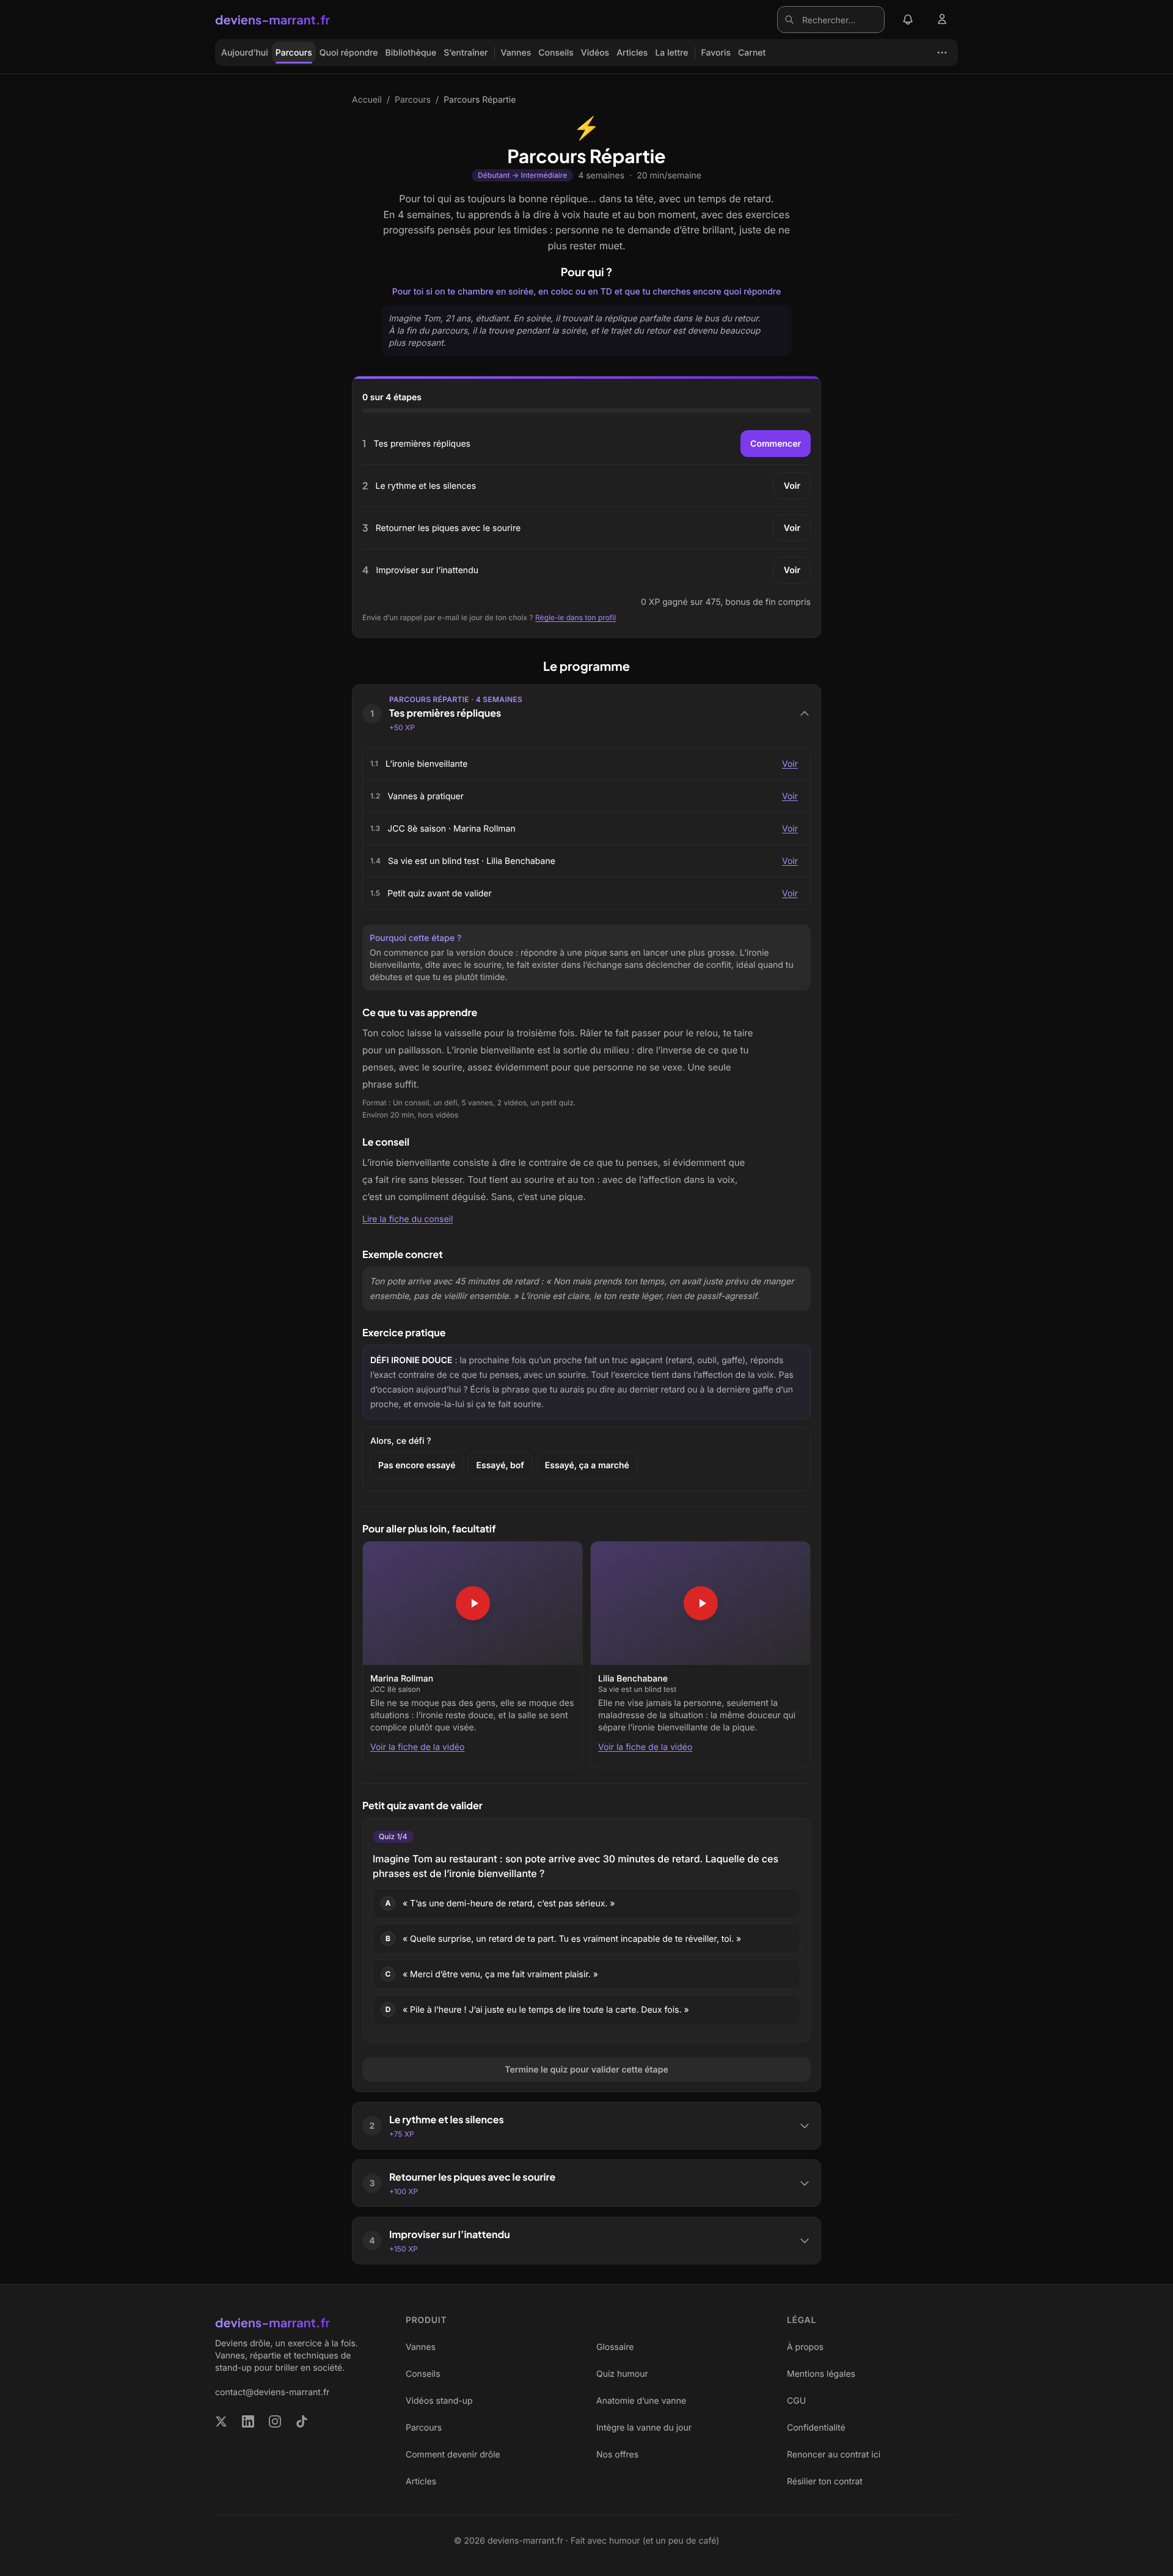 deviens-marrant.fr
Rechercher...
Aujourd'hui Parcours Quoi répondre Bibliothèque S'entraîner Vannes Conseils Vidéos Articles La lettre Favoris Carnet
Accueil / Parcours / Parcours Répartie
Parcours Répartie
Débutant → Intermédiaire 4 semaines · 20 min/semaine
Pour toi qui as toujours la bonne réplique... dans ta tête, avec un temps de retard.
En 4 semaines, tu apprends à la dire à voix haute et au bon moment, avec des exercices
progressifs pensés pour les timides : personne ne te demande d'être brillant, juste de ne
plus rester muet.
Pour qui ?
Pour toi si on te chambre en soirée, en coloc ou en TD et que tu cherches encore quoi répondre
Imagine Tom, 21 ans, étudiant. En soirée, il trouvait la réplique parfaite dans le bus du retour.
À la fin du parcours, il la trouve pendant la soirée, et le trajet du retour est devenu beaucoup
plus reposant.
0 sur 4 étapes
1 Tes premières répliques Commencer
2 Le rythme et les silences Voir
3 Retourner les piques avec le sourire Voir
4 Improviser sur l'inattendu Voir
0 XP gagné sur 475, bonus de fin compris
Envie d'un rappel par e-mail le jour de ton choix ? Règle-le dans ton profil
Le programme
PARCOURS RÉPARTIE · 4 SEMAINES
1 Tes premières répliques
+50 XP
1.1 L'ironie bienveillante Voir
1.2 Vannes à pratiquer Voir
1.3 JCC 8è saison · Marina Rollman Voir
1.4 Sa vie est un blind test · Lilia Benchabane Voir
1.5 Petit quiz avant de valider Voir
Pourquoi cette étape ?
On commence par la version douce : répondre à une pique sans en lancer une plus grosse. L'ironie
bienveillante, dite avec le sourire, te fait exister dans l'échange sans déclencher de conflit, idéal quand tu
débutes et que tu es plutôt timide.
Ce que tu vas apprendre
Ton coloc laisse la vaisselle pour la troisième fois. Râler te fait passer pour le relou, te taire
pour un paillasson. L'ironie bienveillante est la sortie du milieu : dire l'inverse de ce que tu
penses, avec le sourire, assez évidemment pour que personne ne se vexe. Une seule
phrase suffit.
Format : Un conseil, un défi, 5 vannes, 2 vidéos, un petit quiz.
Environ 20 min, hors vidéos
Le conseil
L'ironie bienveillante consiste à dire le contraire de ce que tu penses, si évidemment que
ça fait rire sans blesser. Tout tient au sourire et au ton : avec de l'affection dans la voix,
c'est un compliment déguisé. Sans, c'est une pique.
Lire la fiche du conseil
Exemple concret
Ton pote arrive avec 45 minutes de retard : « Non mais prends ton temps, on avait juste prévu de manger
ensemble, pas de vieillir ensemble. » L'ironie est claire, le ton reste léger, rien de passif-agressif.
Exercice pratique
DÉFI IRONIE DOUCE : la prochaine fois qu'un proche fait un truc agaçant (retard, oubli, gaffe), réponds
l'exact contraire de ce que tu penses, avec un sourire. Tout l'exercice tient dans l'affection de la voix. Pas
d'occasion aujourd'hui ? Écris la phrase que tu aurais pu dire au dernier retard ou à la dernière gaffe d'un
proche, et envoie-la-lui si ça te fait sourire.
Alors, ce défi ?
Pas encore essayé Essayé, bof Essayé, ça a marché
Pour aller plus loin, facultatif
Marina Rollman
JCC 8è saison
Elle ne se moque pas des gens, elle se moque des
situations : l'ironie reste douce, et la salle se sent
complice plutôt que visée.
Voir la fiche de la vidéo
Lilia Benchabane
Sa vie est un blind test
Elle ne vise jamais la personne, seulement la
maladresse de la situation : la même douceur qui
sépare l'ironie bienveillante de la pique.
Voir la fiche de la vidéo
Petit quiz avant de valider
Quiz 1/4
Imagine Tom au restaurant : son pote arrive avec 30 minutes de retard. Laquelle de ces
phrases est de l'ironie bienveillante ?
A « T'as une demi-heure de retard, c'est pas sérieux. »
B « Quelle surprise, un retard de ta part. Tu es vraiment incapable de te réveiller, toi. »
C « Merci d'être venu, ça me fait vraiment plaisir. »
D « Pile à l'heure ! J'ai juste eu le temps de lire toute la carte. Deux fois. »
Termine le quiz pour valider cette étape
2 Le rythme et les silences
+75 XP
3 Retourner les piques avec le sourire
+100 XP
4 Improviser sur l'inattendu
+150 XP
deviens-marrant.fr
Deviens drôle, un exercice à la fois.
Vannes, répartie et techniques de
stand-up pour briller en société.
contact@deviens-marrant.fr
PRODUIT
Vannes
Conseils
Vidéos stand-up
Parcours
Comment devenir drôle
Articles
Glossaire
Quiz humour
Anatomie d'une vanne
Intègre la vanne du jour
Nos offres
LÉGAL
À propos
Mentions légales
CGU
Confidentialité
Renoncer au contrat ici
Résilier ton contrat
© 2026 deviens-marrant.fr · Fait avec humour (et un peu de café)